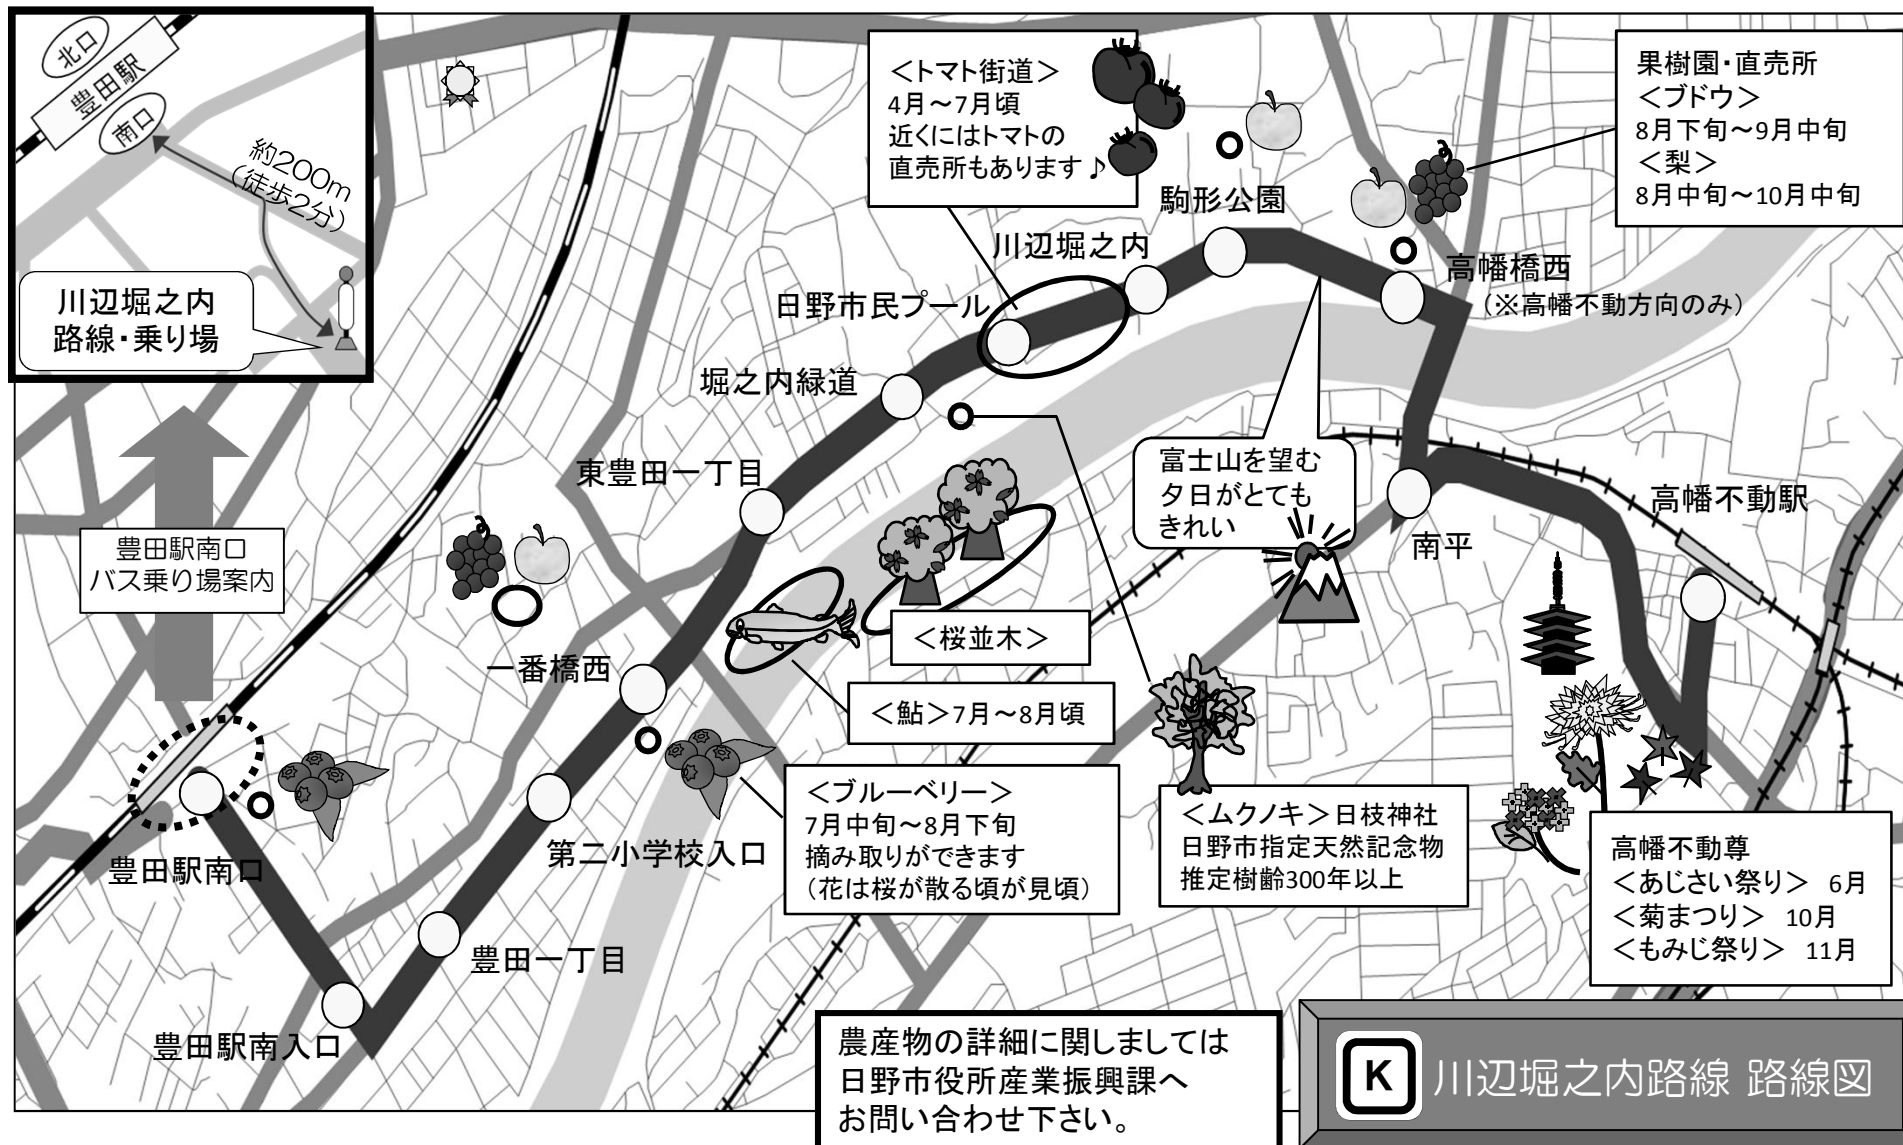 北口
豊田駅
南口
約200m
(徒歩2分)
川辺堀之内
路線・乗り場
<トマト街道>
4月～7月頃
近くにはトマトの
直売所もあります♪
果樹園・直売所
<ブドウ>
8月下旬～9月中旬
<梨>
8月中旬～10月中旬
駒形公園
川辺堀之内
高幡橋西
(※高幡不動方向のみ)
日野市民プール
堀之内緑道
富士山を望む
夕日がとても
きれい
東豊田一丁目
高幡不動駅
南平
豊田駅南口
バス乗り場案内
<桜並木>
一番橋西
<鮎>7月～8月頃
<ブルーベリー>
7月中旬～8月下旬
摘み取りができます
(花は桜が散る頃が見頃)
<ムクノキ>日枝神社
日野市指定天然記念物
推定樹齢300年以上
第二小学校入口
豊田駅南口
高幡不動尊
<あじさい祭り> 6月
<菊まつり> 10月
<もみじ祭り> 11月
豊田一丁目
豊田駅南入口
農産物の詳細に関しましては
日野市役所産業振興課へ
お問い合わせ下さい。
K 川辺堀之内路線 路線図